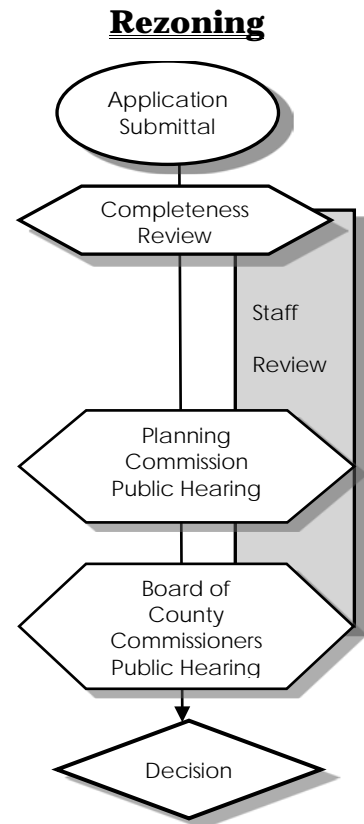 Rezoning
Application
Submittal
Completeness
Review
Staff
Review
Planning
Commission
Public Hearing
Board of
County
Commissioners
Public Hearing
Decision